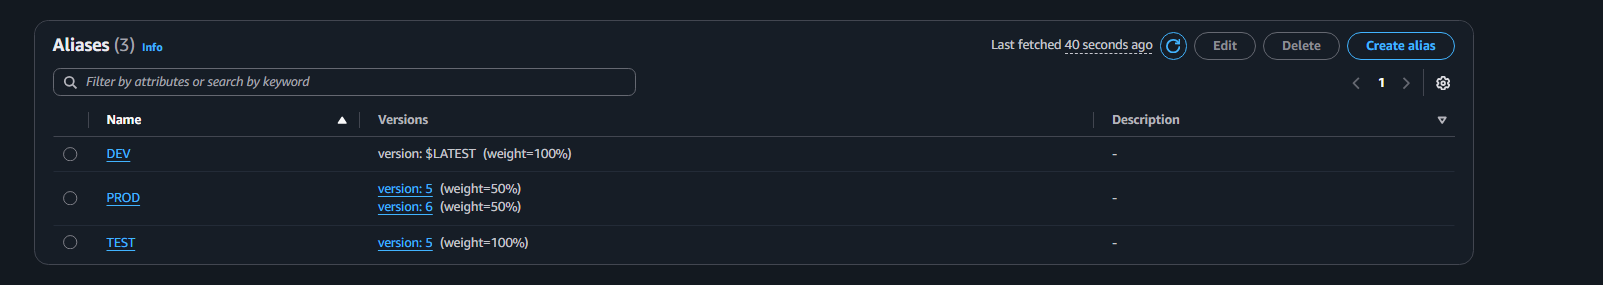 Aliases (3) Info
Last fetched 40 seconds ago Edit Delete Create alias
Filter by attributes or search by keyword
1
Name Versions Description
DEV version: $LATEST (weight=100%) -
PROD version: 5 (weight=50%) -
version: 6 (weight=50%)
TEST version: 5 (weight=100%) -